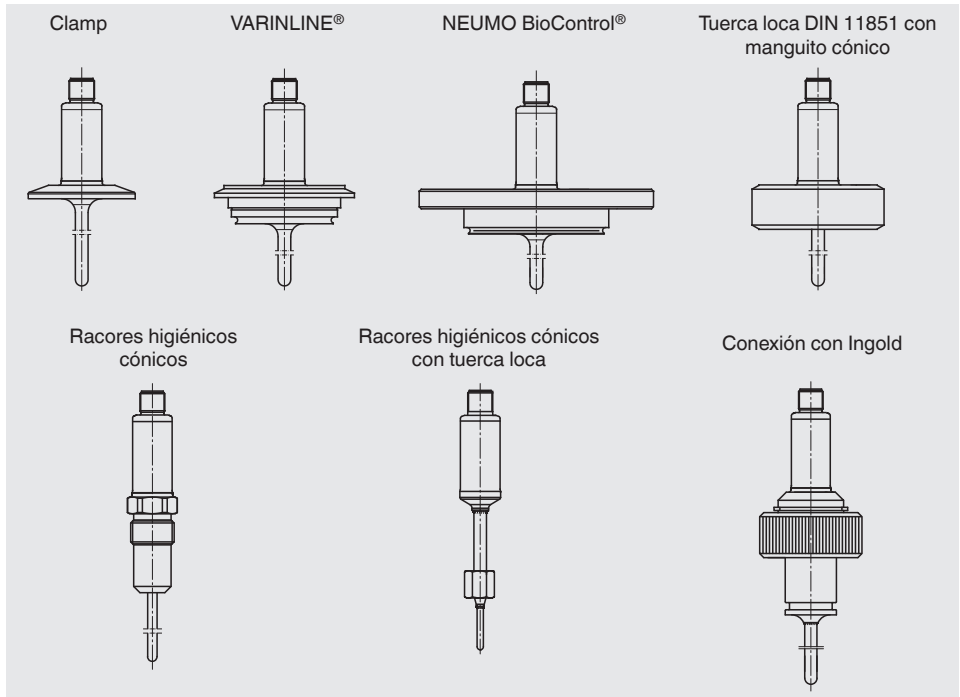 Clamp
VARINLINE®
NEUMO BioControl®
Tuerca loca DIN 11851 con
manguito cónico
Racores higiénicos
cónicos
Racores higiénicos cónicos
con tuerca loca
Conexión con Ingold